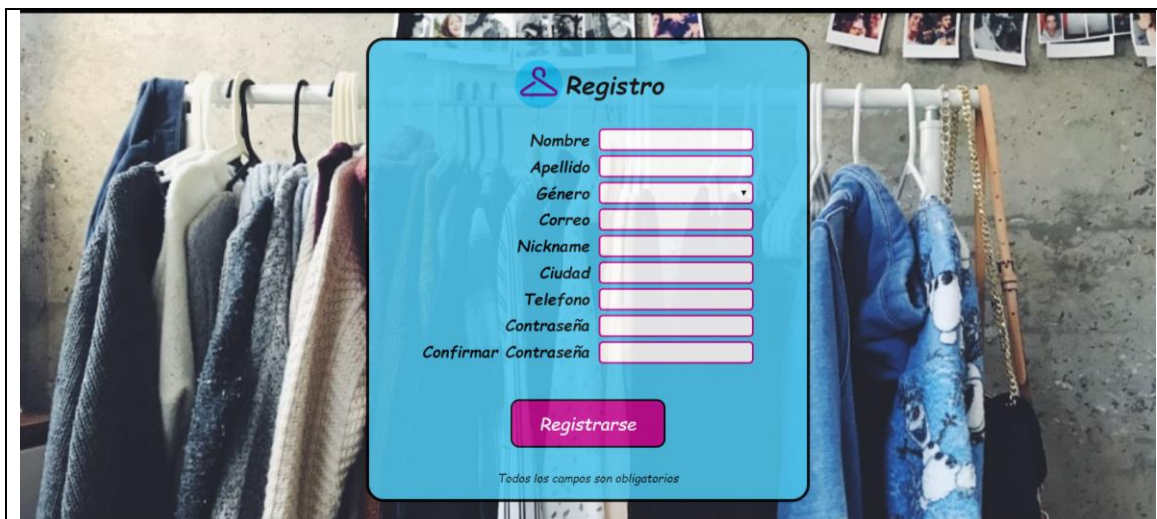 Registro
Nombre
Apellido
Género
Correo
Nickname
Ciudad
Telefono
Contraseña
Confirmar Contraseña
Registrarse
Todos los campos son obligatorios